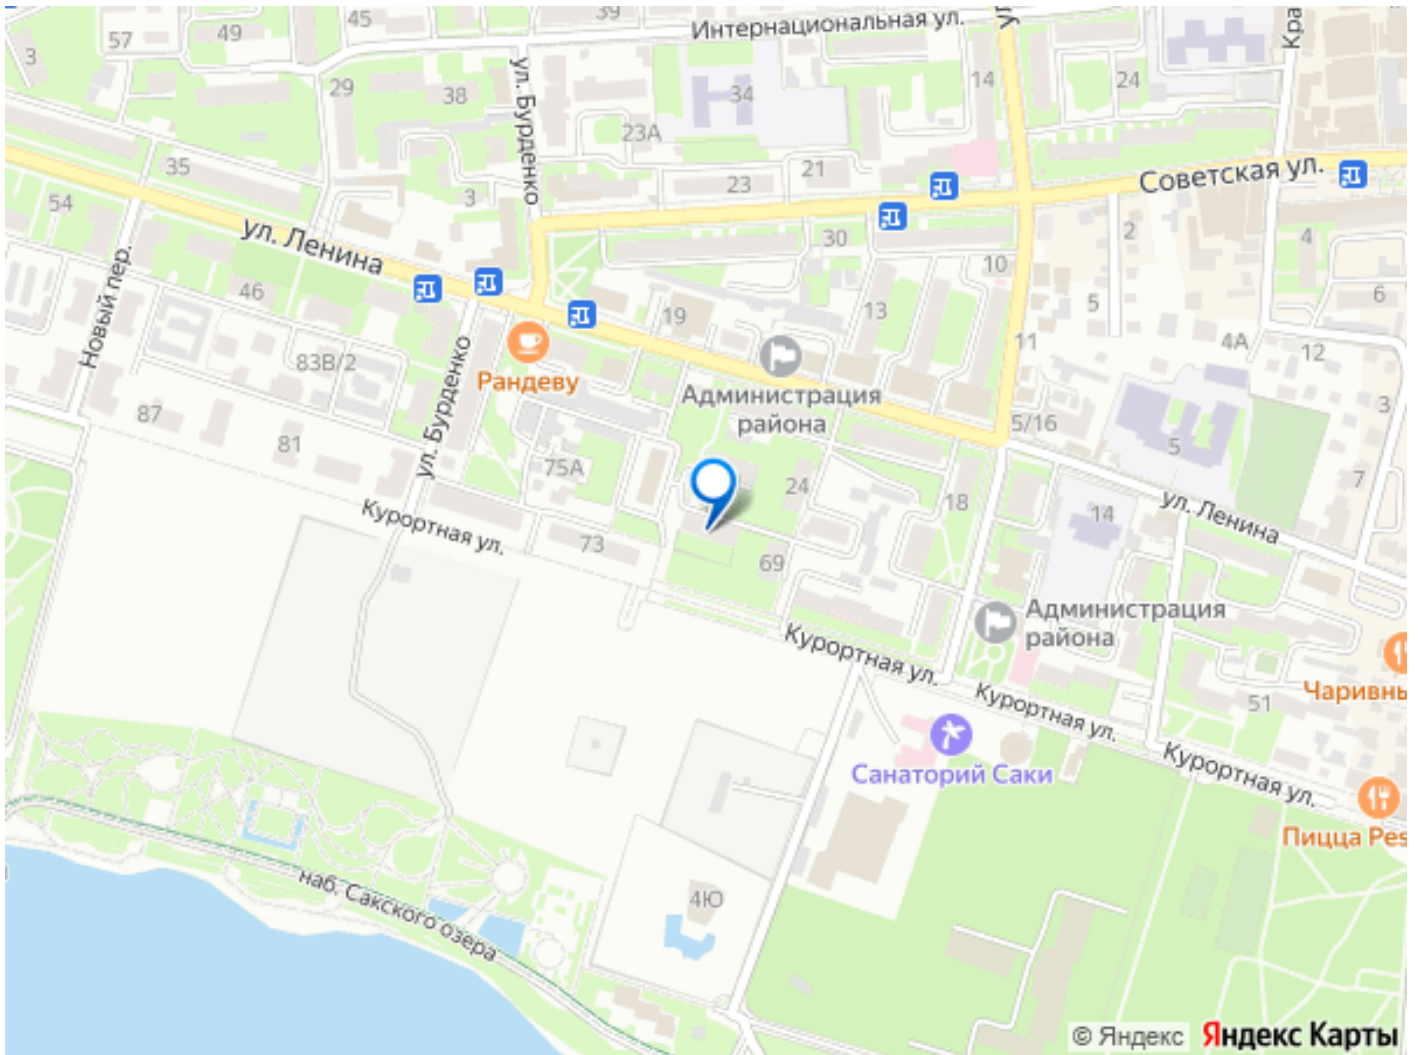 45
39
Интернациональная ул.
49
57
3
29
38
ул. Бурденко
34
23А
14
24
Кра
35
54
3
23
21
Советская ул.
2
30
4
10
ул. Ленина
Новый пер.
46
19
13
5
6
11
4А
12
83В/2
ул. Бурденко
Рандеву
Администрация
района
87
81
75А
5/16
3
5
7
24
18
14
ул. Ленина
Курортная ул.
73
69
Администрация
района
Курортная ул.
Курортная ул.
51
Чаривны
Курортная ул.
Санаторий Саки
Пицца Pes
наб. Сакского озера
4Ю
© Яндекс Яндекс Карты